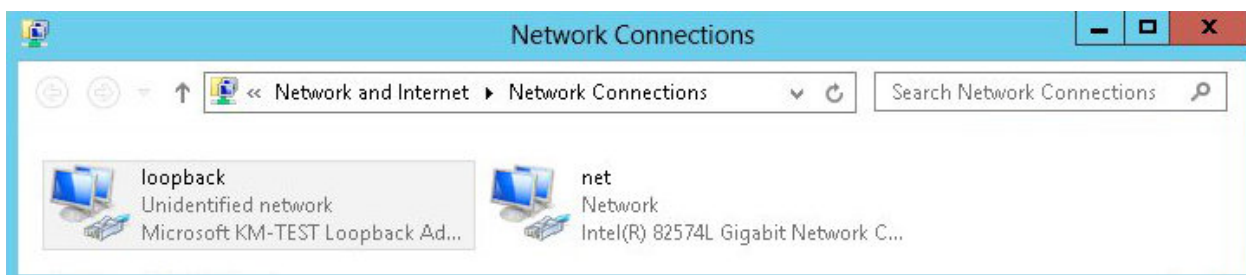 Network Connections
« Network and Internet ▸ Network Connections
Search Network Connections
loopback
Unidentified network
Microsoft KM-TEST Loopback Ad...
net
Network
Intel(R) 82574L Gigabit Network C...